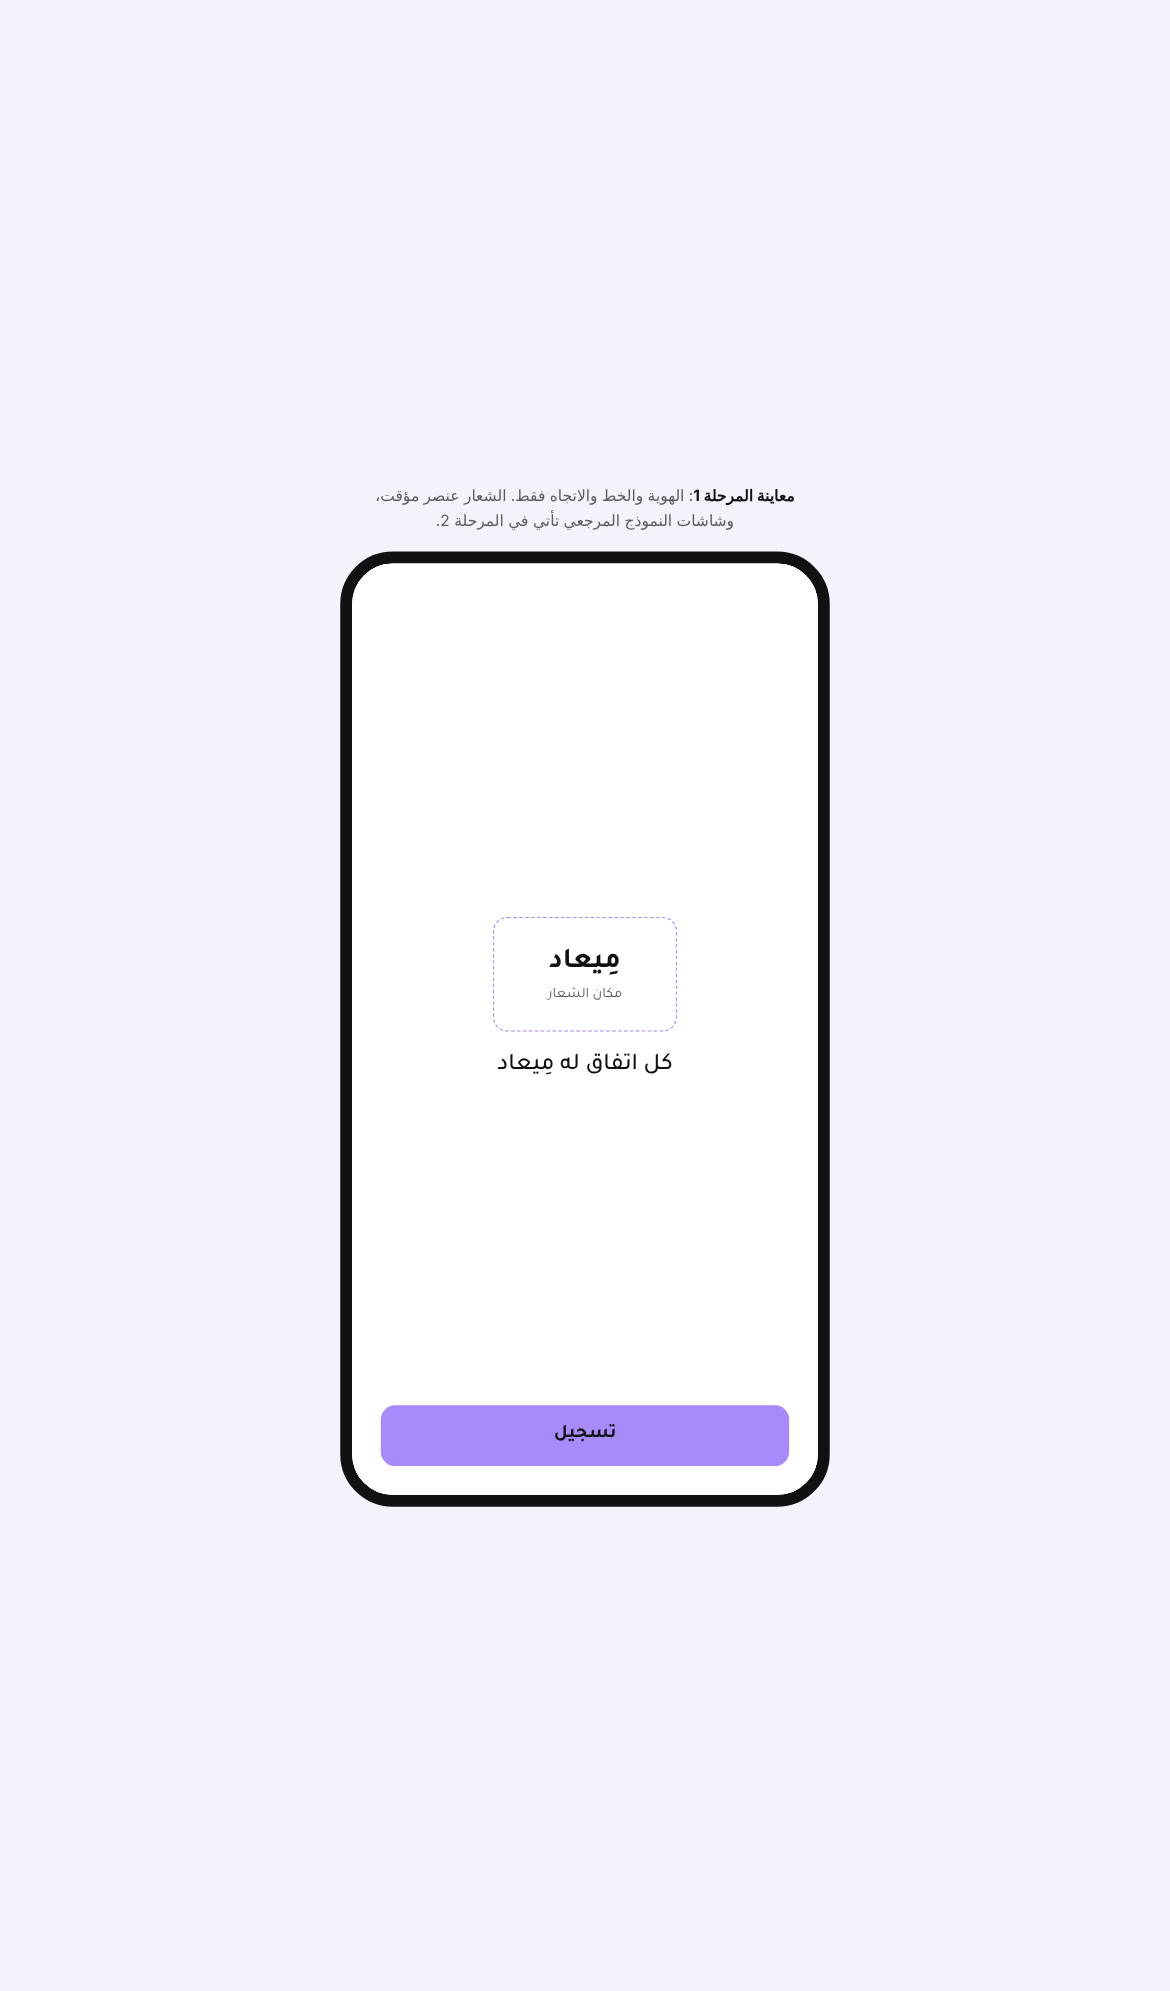 معاينة المرحلة 1: الهوية والخط والاتجاه فقط. الشعار عنصر مؤقت،
وشاشات النموذج المرجعي تأتي في المرحلة 2.
مِيعاد
مكان الشعار
كل اتفاق له مِيعاد
تسجيل